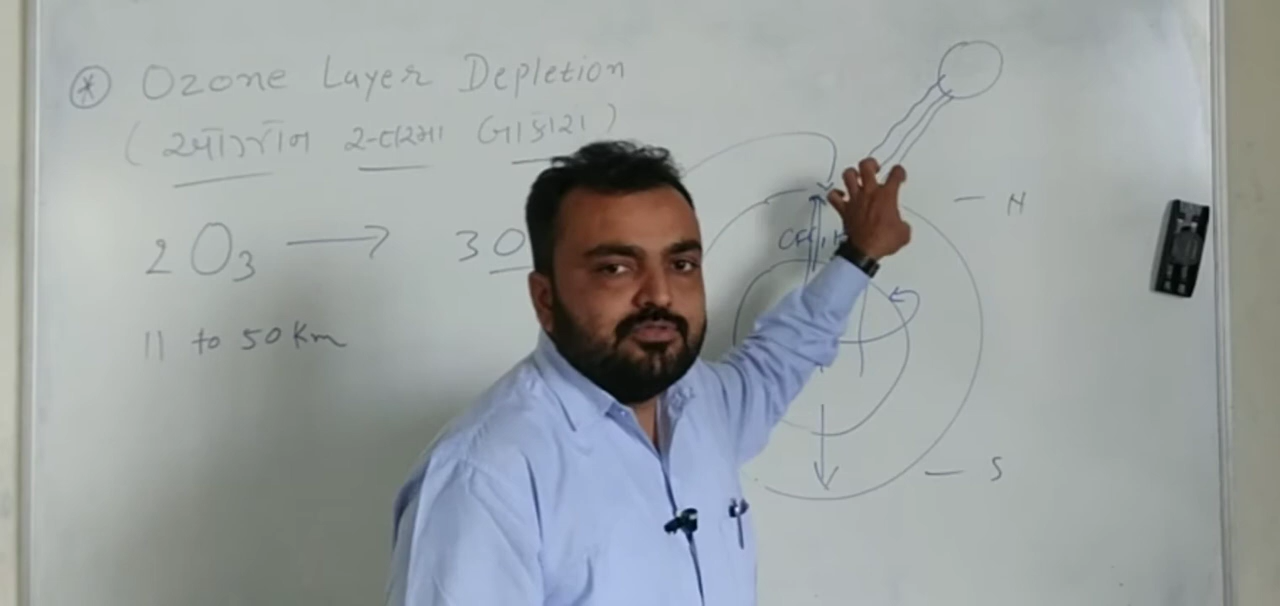 * Ozone Layer Depletion
(ઓઝોન સ્તરમાં ગાબડા)
2O3 → 3O
11 to 50 Km
N
S